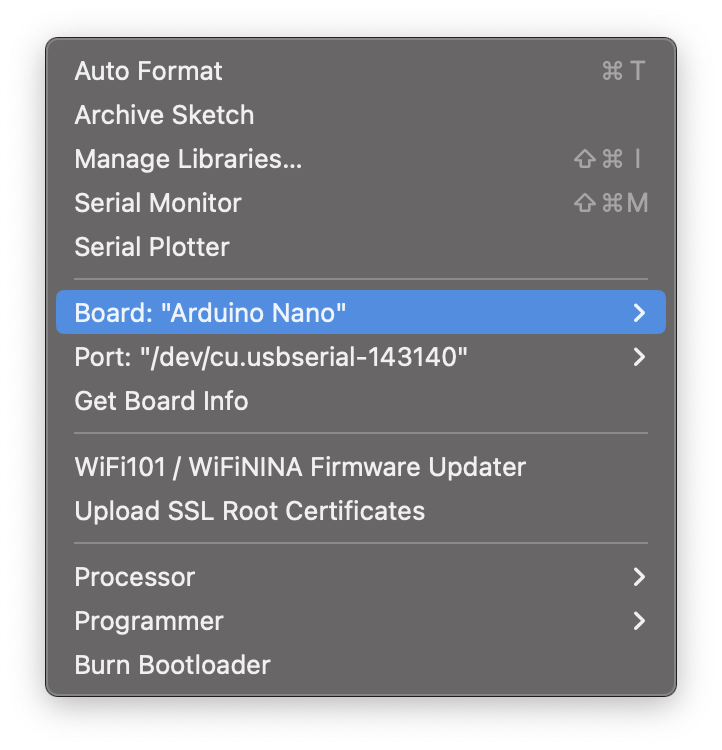 Auto Format ⌘ T
Archive Sketch
Manage Libraries... ⇧ ⌘ I
Serial Monitor ⇧ ⌘ M
Serial Plotter
Board: "Arduino Nano"
Port: "/dev/cu.usbserial-143140"
Get Board Info
WiFi101 / WiFiNINA Firmware Updater
Upload SSL Root Certificates
Processor
Programmer
Burn Bootloader